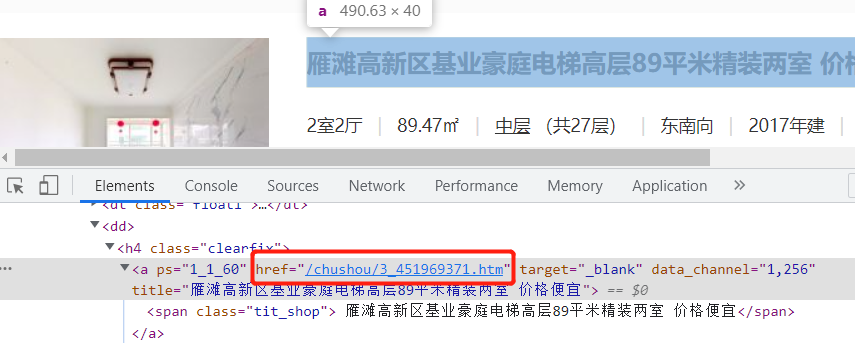 a 490.63 × 40
雁滩高新区基业豪庭电梯高层89平米精装两室 价格
2室2厅 | 89.47㎡ | 中层 （共27层） | 东南向 | 2017年建 |
Elements Console Sources Network Performance Memory Application »
<dt class="floatl">…</dt>
▼<dd>
▼<h4 class="clearfix">
… ▼<a ps="1_1_60" href="/chushou/3_451969371.htm" target="_blank" data_channel="1,256"
title="雁滩高新区基业豪庭电梯高层89平米精装两室 价格便宜"> == $0
<span class="tit_shop"> 雁滩高新区基业豪庭电梯高层89平米精装两室 价格便宜</span>
</a>